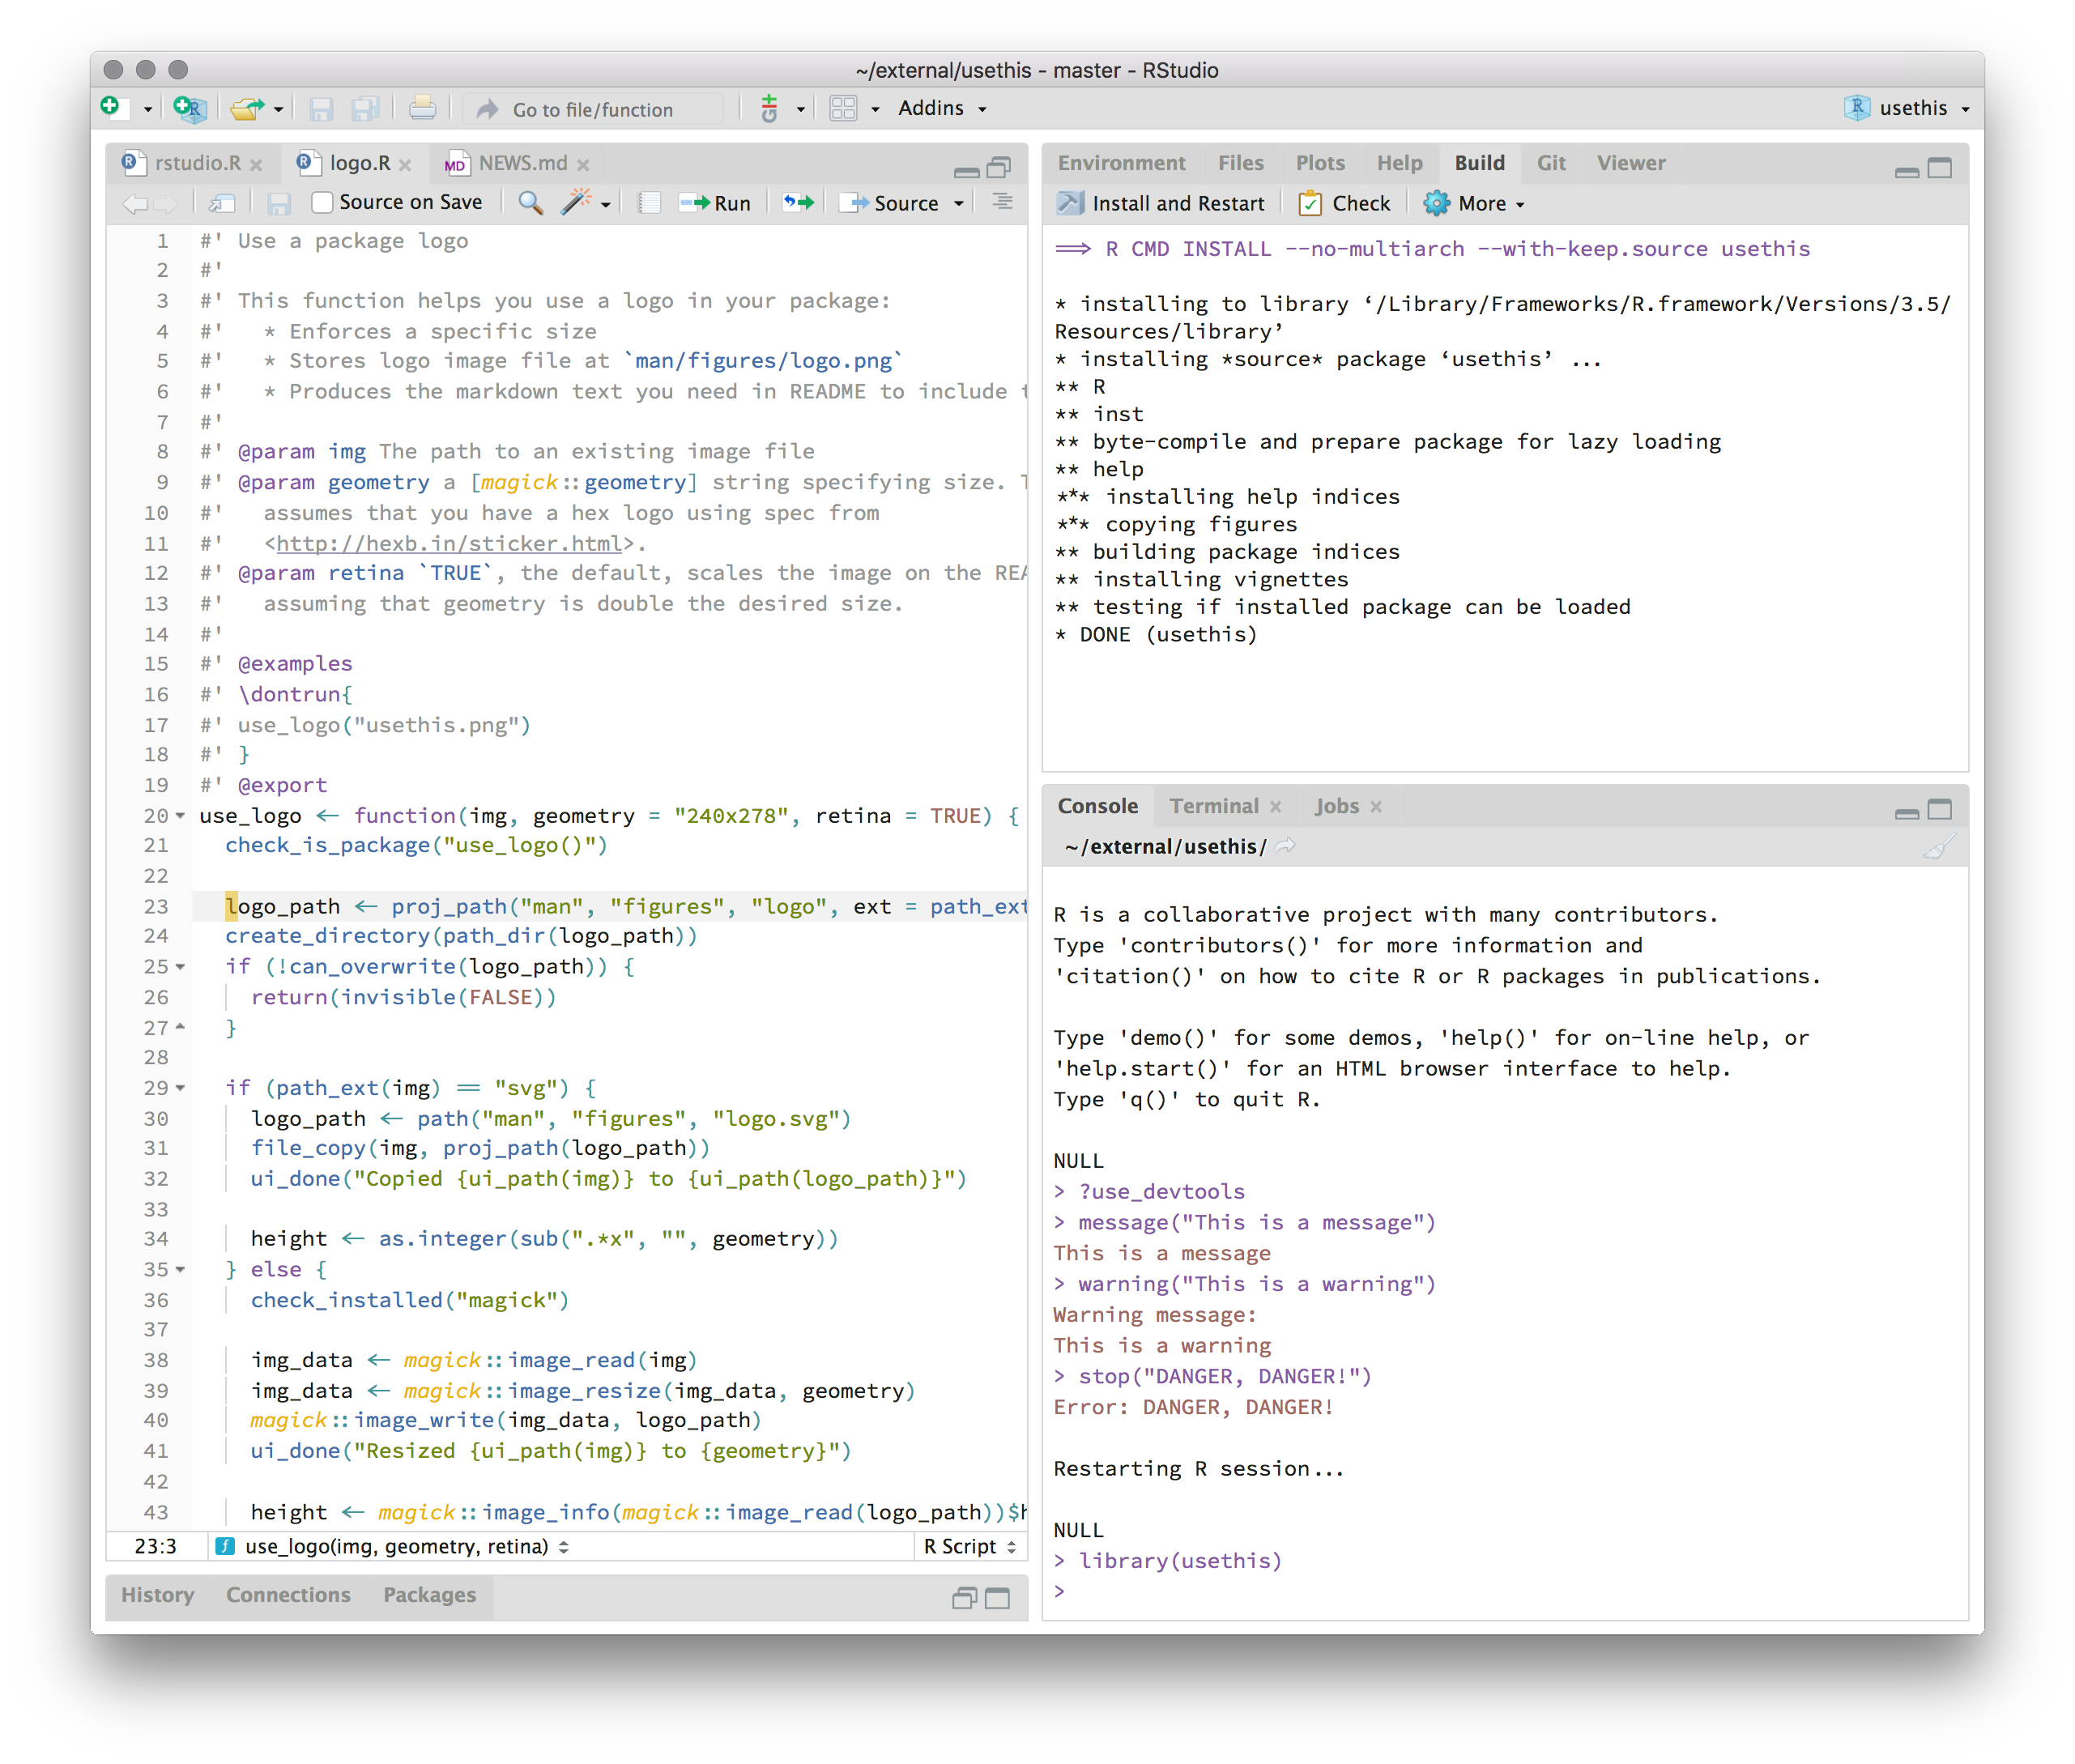 ~/external/usethis - master - RStudio
Go to file/function
Addins
usethis
rstudio.R
logo.R
MD NEWS.md
Source on Save
Run
Source
1 #' Use a package logo
2 #'
3 #' This function helps you use a logo in your package:
4 #'   * Enforces a specific size
5 #'   * Stores logo image file at `man/figures/logo.png`
6 #'   * Produces the markdown text you need in README to include t
7 #'
8 #' @param img The path to an existing image file
9 #' @param geometry a [magick::geometry] string specifying size. T
10 #'   assumes that you have a hex logo using spec from
11 #'   <http://hexb.in/sticker.html>.
12 #' @param retina `TRUE`, the default, scales the image on the REA
13 #'   assuming that geometry is double the desired size.
14 #'
15 #' @examples
16 #' \dontrun{
17 #' use_logo("usethis.png")
18 #' }
19 #' @export
20 use_logo <- function(img, geometry = "240x278", retina = TRUE) {
21   check_is_package("use_logo()")
22
23   logo_path <- proj_path("man", "figures", "logo", ext = path_ext
24   create_directory(path_dir(logo_path))
25   if (!can_overwrite(logo_path)) {
26     return(invisible(FALSE))
27   }
28
29   if (path_ext(img) == "svg") {
30     logo_path <- path("man", "figures", "logo.svg")
31     file_copy(img, proj_path(logo_path))
32     ui_done("Copied {ui_path(img)} to {ui_path(logo_path)}")
33
34     height <- as.integer(sub(".*x", "", geometry))
35   } else {
36     check_installed("magick")
37
38     img_data <- magick::image_read(img)
39     img_data <- magick::image_resize(img_data, geometry)
40     magick::image_write(img_data, logo_path)
41     ui_done("Resized {ui_path(img)} to {geometry}")
42
43     height <- magick::image_info(magick::image_read(logo_path))$h
23:3
use_logo(img, geometry, retina)
R Script
History
Connections
Packages
Environment
Files
Plots
Help
Build
Git
Viewer
Install and Restart
Check
More
==> R CMD INSTALL --no-multiarch --with-keep.source usethis
* installing to library ‘/Library/Frameworks/R.framework/Versions/3.5/
Resources/library’
* installing *source* package ‘usethis’ ...
** R
** inst
** byte-compile and prepare package for lazy loading
** help
*** installing help indices
*** copying figures
** building package indices
** installing vignettes
** testing if installed package can be loaded
* DONE (usethis)
Console
Terminal
Jobs
~/external/usethis/
R is a collaborative project with many contributors.
Type 'contributors()' for more information and
'citation()' on how to cite R or R packages in publications.
Type 'demo()' for some demos, 'help()' for on-line help, or
'help.start()' for an HTML browser interface to help.
Type 'q()' to quit R.
NULL
> ?use_devtools
> message("This is a message")
This is a message
> warning("This is a warning")
Warning message:
This is a warning
> stop("DANGER, DANGER!")
Error: DANGER, DANGER!
Restarting R session...
NULL
> library(usethis)
>